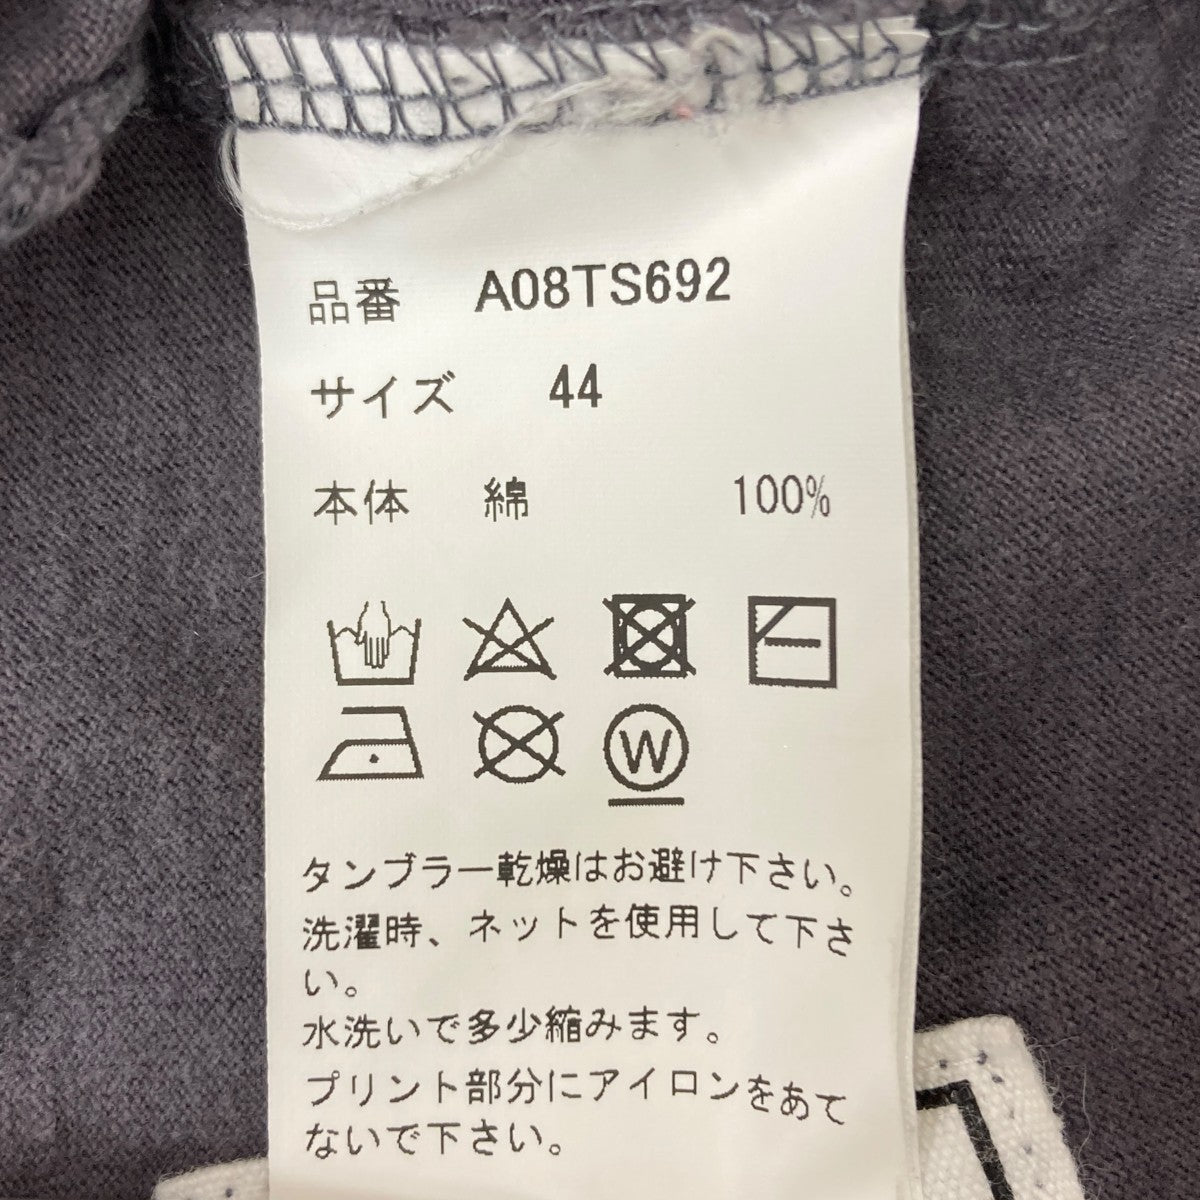 品番 A08TS692
サイズ 44
本体 綿 100%
W
タンブラー乾燥はお避け下さい。
洗濯時、ネットを使用して下さ
い。
水洗いで多少縮みます。
プリント部分にアイロンをあて
ないで下さい。